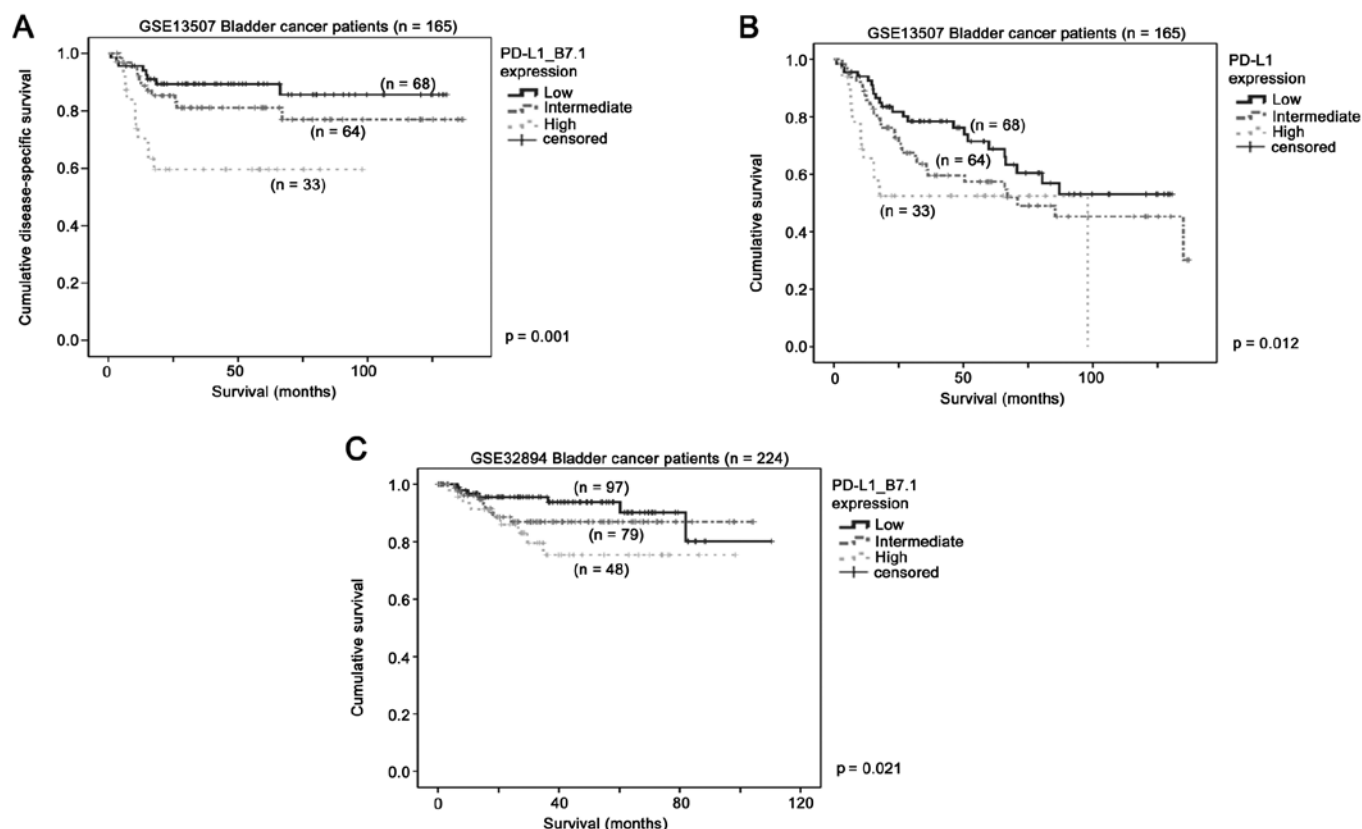 A
GSE13507 Bladder cancer patients (n = 165)
PD-L1_B7.1
expression
Low
Intermediate
High
censored
(n = 68)
(n = 64)
(n = 33)
Cumulative disease-specific survival
1.0
0.8
0.6
0.4
0.2
0.0
p = 0.001
0
50
100
Survival (months)
B
GSE13507 Bladder cancer patients (n = 165)
PD-L1
expression
Low
Intermediate
High
censored
(n = 68)
(n = 64)
(n = 33)
Cumulative survival
1.0
0.8
0.6
0.4
0.2
0.0
p = 0.012
0
50
100
Survival (months)
C
GSE32894 Bladder cancer patients (n = 224)
PD-L1_B7.1
expression
Low
Intermediate
High
censored
(n = 97)
(n = 79)
(n = 48)
Cumulative survival
1.0
0.8
0.6
0.4
0.2
0.0
p = 0.021
0
40
80
120
Survival (months)